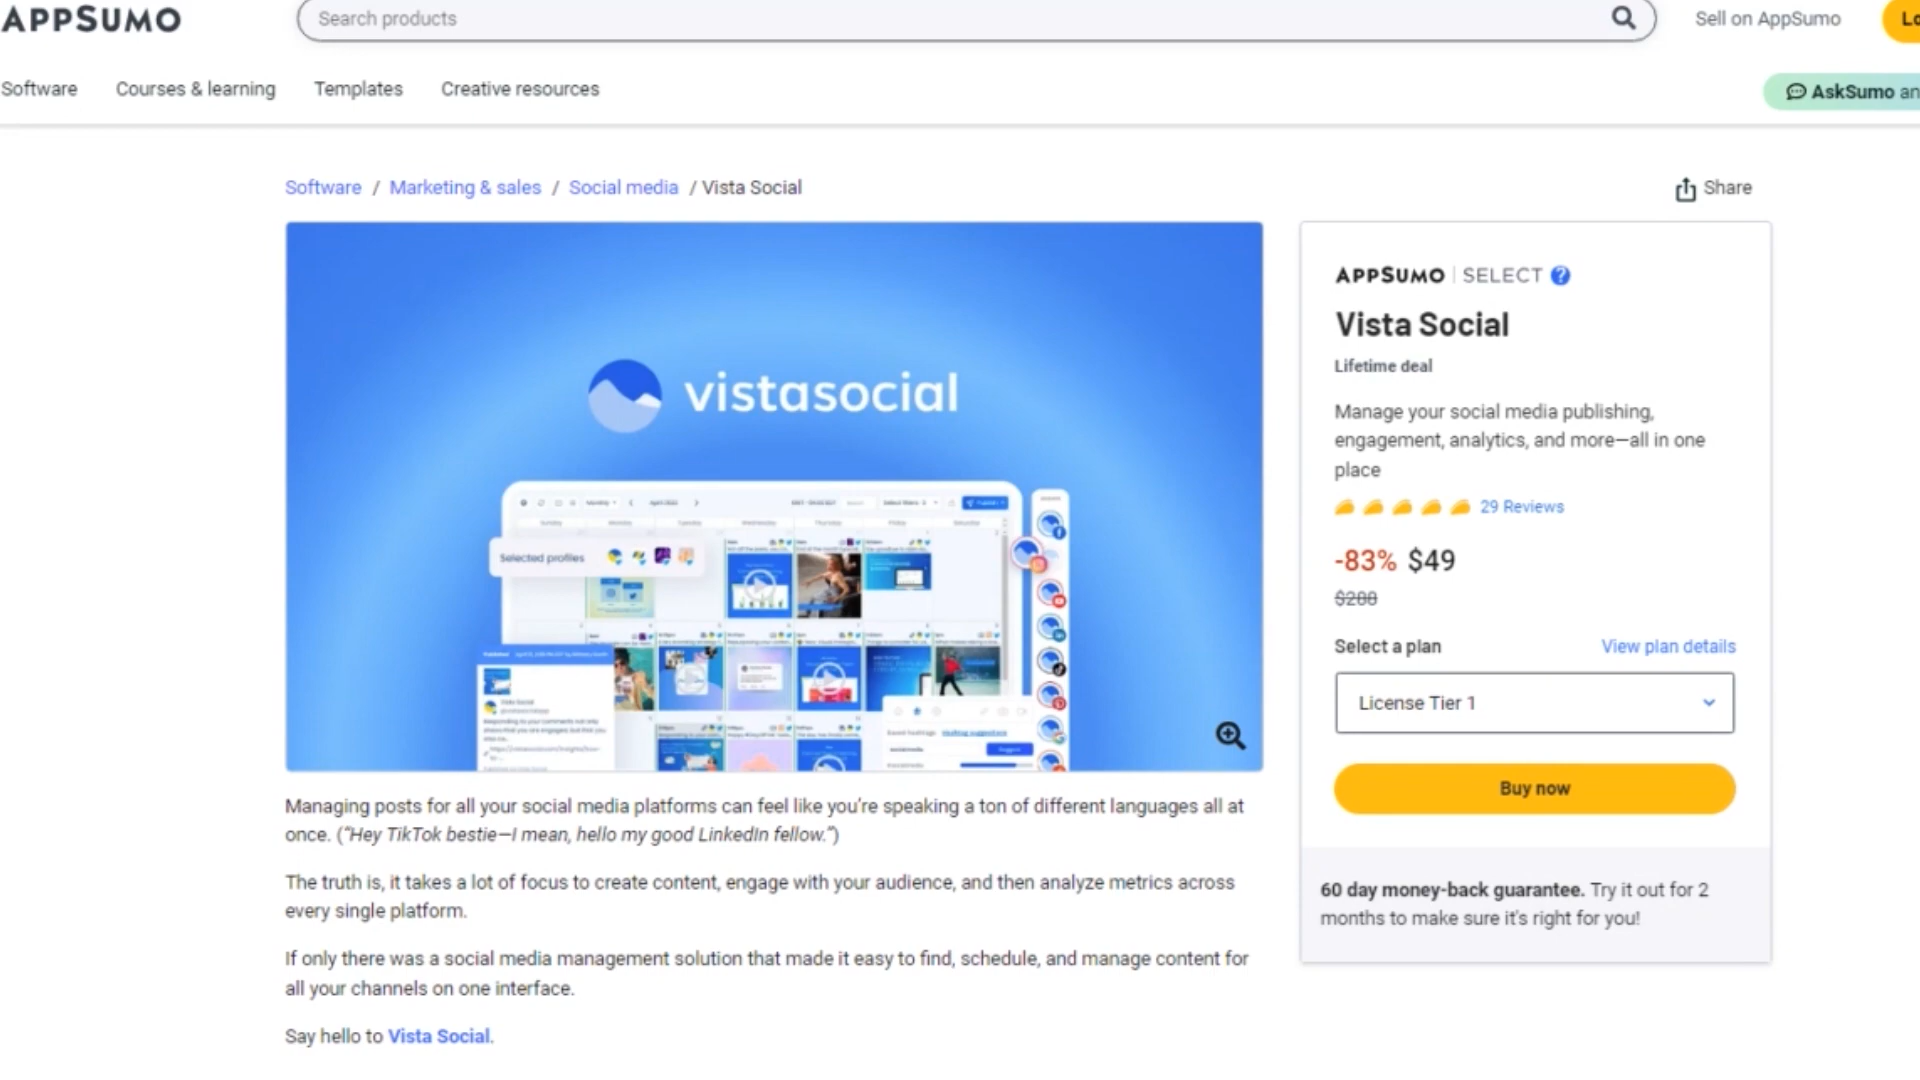 APPSUMO
Search products
Sell on AppSumo
Software
Courses & learning
Templates
Creative resources
AskSumo
Software / Marketing & sales / Social media / Vista Social
Share
vistasocial
Selected profiles
APPSUMO | SELECT
Vista Social
Lifetime deal
Manage your social media publishing,
engagement, analytics, and more—all in one
place
29 Reviews
-83% $49
Select a plan
View plan details
License Tier 1
Buy now
60 day money-back guarantee. Try it out for 2
months to make sure it's right for you!
Managing posts for all your social media platforms can feel like you're speaking a ton of different languages all at
once. ("Hey TikTok bestie—I mean, hello my good LinkedIn fellow.")
The truth is, it takes a lot of focus to create content, engage with your audience, and then analyze metrics across
every single platform.
If only there was a social media management solution that made it easy to find, schedule, and manage content for
all your channels on one interface.
Say hello to Vista Social.